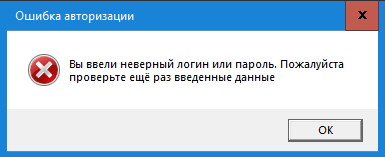 Ошибка авторизации
Вы ввели неверный логин или пароль. Пожалуйста
проверьте ещё раз введенные данные
OK